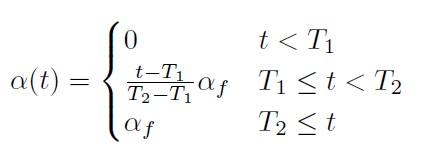 α(t) = { 0  t < T₁
(t−T₁)/(T₂−T₁) α_f  T₁ ≤ t < T₂
α_f  T₂ ≤ t